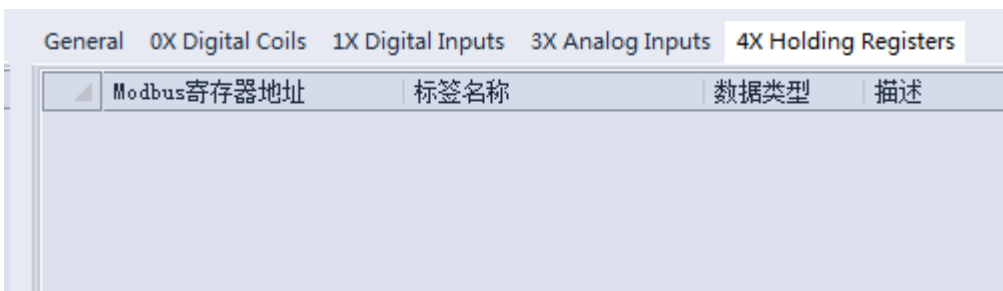 General 0X Digital Coils 1X Digital Inputs 3X Analog Inputs 4X Holding Registers
Modbus寄存器地址 标签名称 数据类型 描述